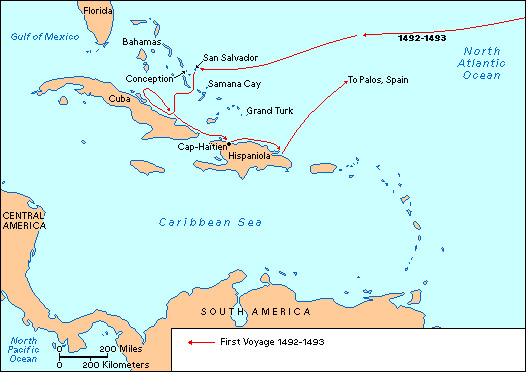 Florida
Gulf of Mexico
1492-1493
Bahamas
North
Atlantic
Ocean
San Salvador
Conception
Samana Cay
To Palos, Spain
Cuba
Grand Turk
Cap-Haïtien
Hispaniola
CENTRAL
AMERICA
Caribbean Sea
SOUTH AMERICA
North
Pacific
Ocean
0 200 Miles
0 200 Kilometers
First Voyage 1492-1493